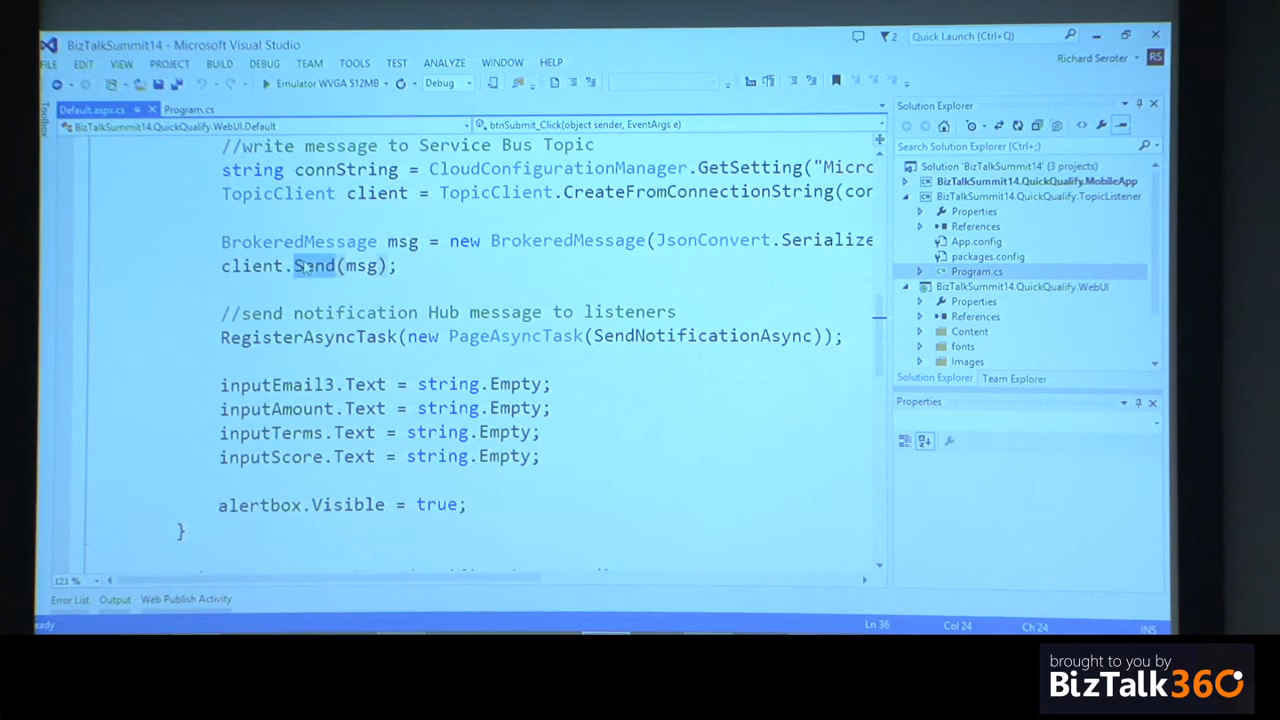 BizTalkSummit14 - Microsoft Visual Studio
2
Quick Launch (Ctrl+Q)
FILE EDIT VIEW PROJECT BUILD DEBUG TEAM TOOLS TEST ANALYZE WINDOW HELP
Richard Seroter
RS
Emulator WVGA 512MB
Debug
Toolbox
Default.aspx.cs
Program.cs
BizTalkSummit14.QuickQualify.WebUI.Default
btnSubmit_Click(object sender, EventArgs e)
//write message to Service Bus Topic
string connString = CloudConfigurationManager.GetSetting("Micro
TopicClient client = TopicClient.CreateFromConnectionString(con
BrokeredMessage msg = new BrokeredMessage(JsonConvert.Serialize
client.Send(msg);
//send notification Hub message to listeners
RegisterAsyncTask(new PageAsyncTask(SendNotificationAsync));
inputEmail3.Text = string.Empty;
inputAmount.Text = string.Empty;
inputTerms.Text = string.Empty;
inputScore.Text = string.Empty;
alertbox.Visible = true;
}
121 %
Error List Output Web Publish Activity
Solution Explorer
Search Solution Explorer (Ctrl+;)
Solution 'BizTalkSummit14' (3 projects)
BizTalkSummit14.QuickQualify.MobileApp
BizTalkSummit14.QuickQualify.TopicListener
Properties
References
App.config
packages.config
Program.cs
BizTalkSummit14.QuickQualify.WebUI
Properties
References
Content
fonts
Images
Solution Explorer Team Explorer
Properties
eady
Ln 36
Col 24
Ch 24
INS
brought to you by
BizTalk360